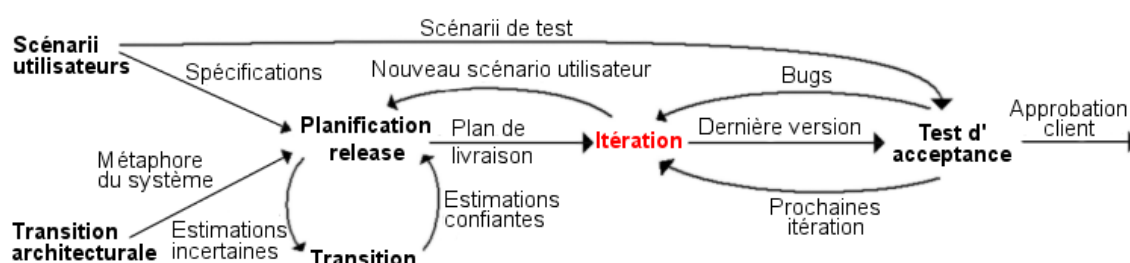 Scénarii de test
Scénarii
utilisateurs
Spécifications
Nouveau scénario utilisateur
Bugs
Planification
release
Plan de
livraison
Itération
Dernière version
Test d'
acceptance
Approbation
client
Métaphore
du système
Estimations
confiantes
Prochaines
itération
Transition
architecturale
Estimations
incertaines
Transition